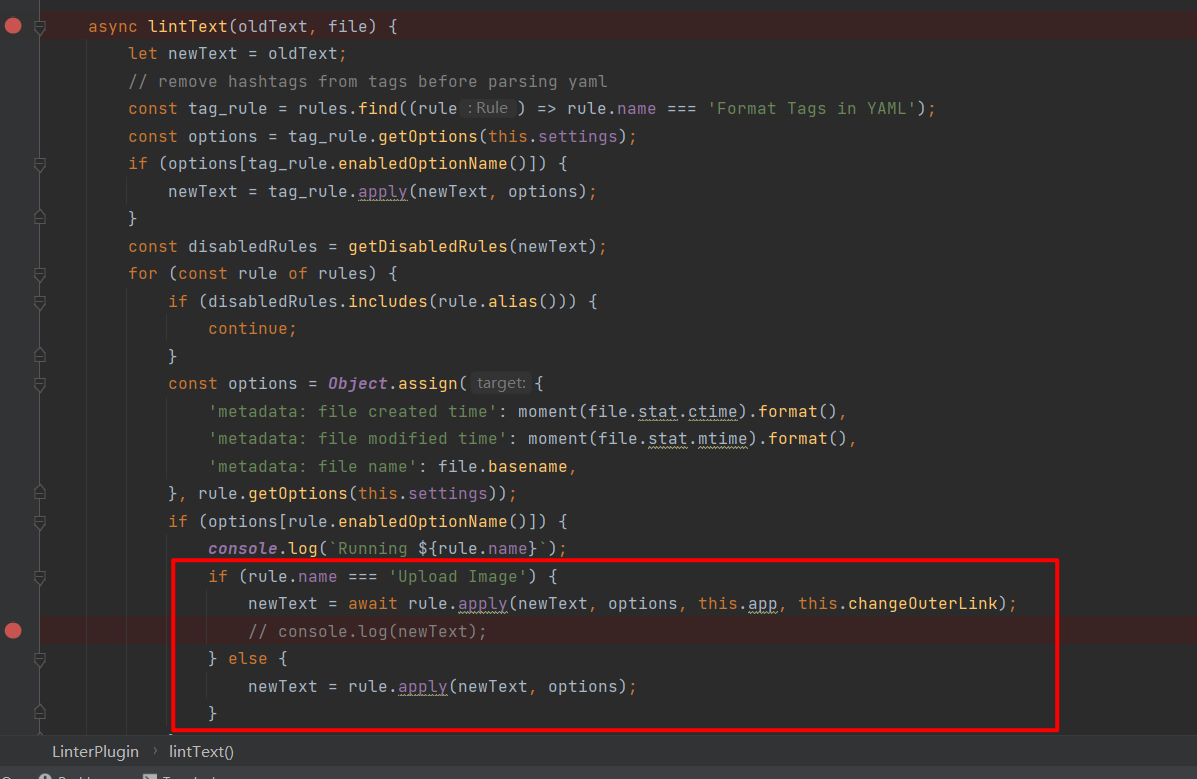 async lintText(oldText, file) {
let newText = oldText;
// remove hashtags from tags before parsing yaml
const tag_rule = rules.find((rule : Rule ) => rule.name === 'Format Tags in YAML');
const options = tag_rule.getOptions(this.settings);
if (options[tag_rule.enabledOptionName()]) {
newText = tag_rule.apply(newText, options);
}
const disabledRules = getDisabledRules(newText);
for (const rule of rules) {
if (disabledRules.includes(rule.alias())) {
continue;
}
const options = Object.assign( target: {
'metadata: file created time': moment(file.stat.ctime).format(),
'metadata: file modified time': moment(file.stat.mtime).format(),
'metadata: file name': file.basename,
}, rule.getOptions(this.settings));
if (options[rule.enabledOptionName()]) {
console.log(`Running ${rule.name}`);
if (rule.name === 'Upload Image') {
newText = await rule.apply(newText, options, this.app, this.changeOuterLink);
// console.log(newText);
} else {
newText = rule.apply(newText, options);
}
LinterPlugin › lintText()